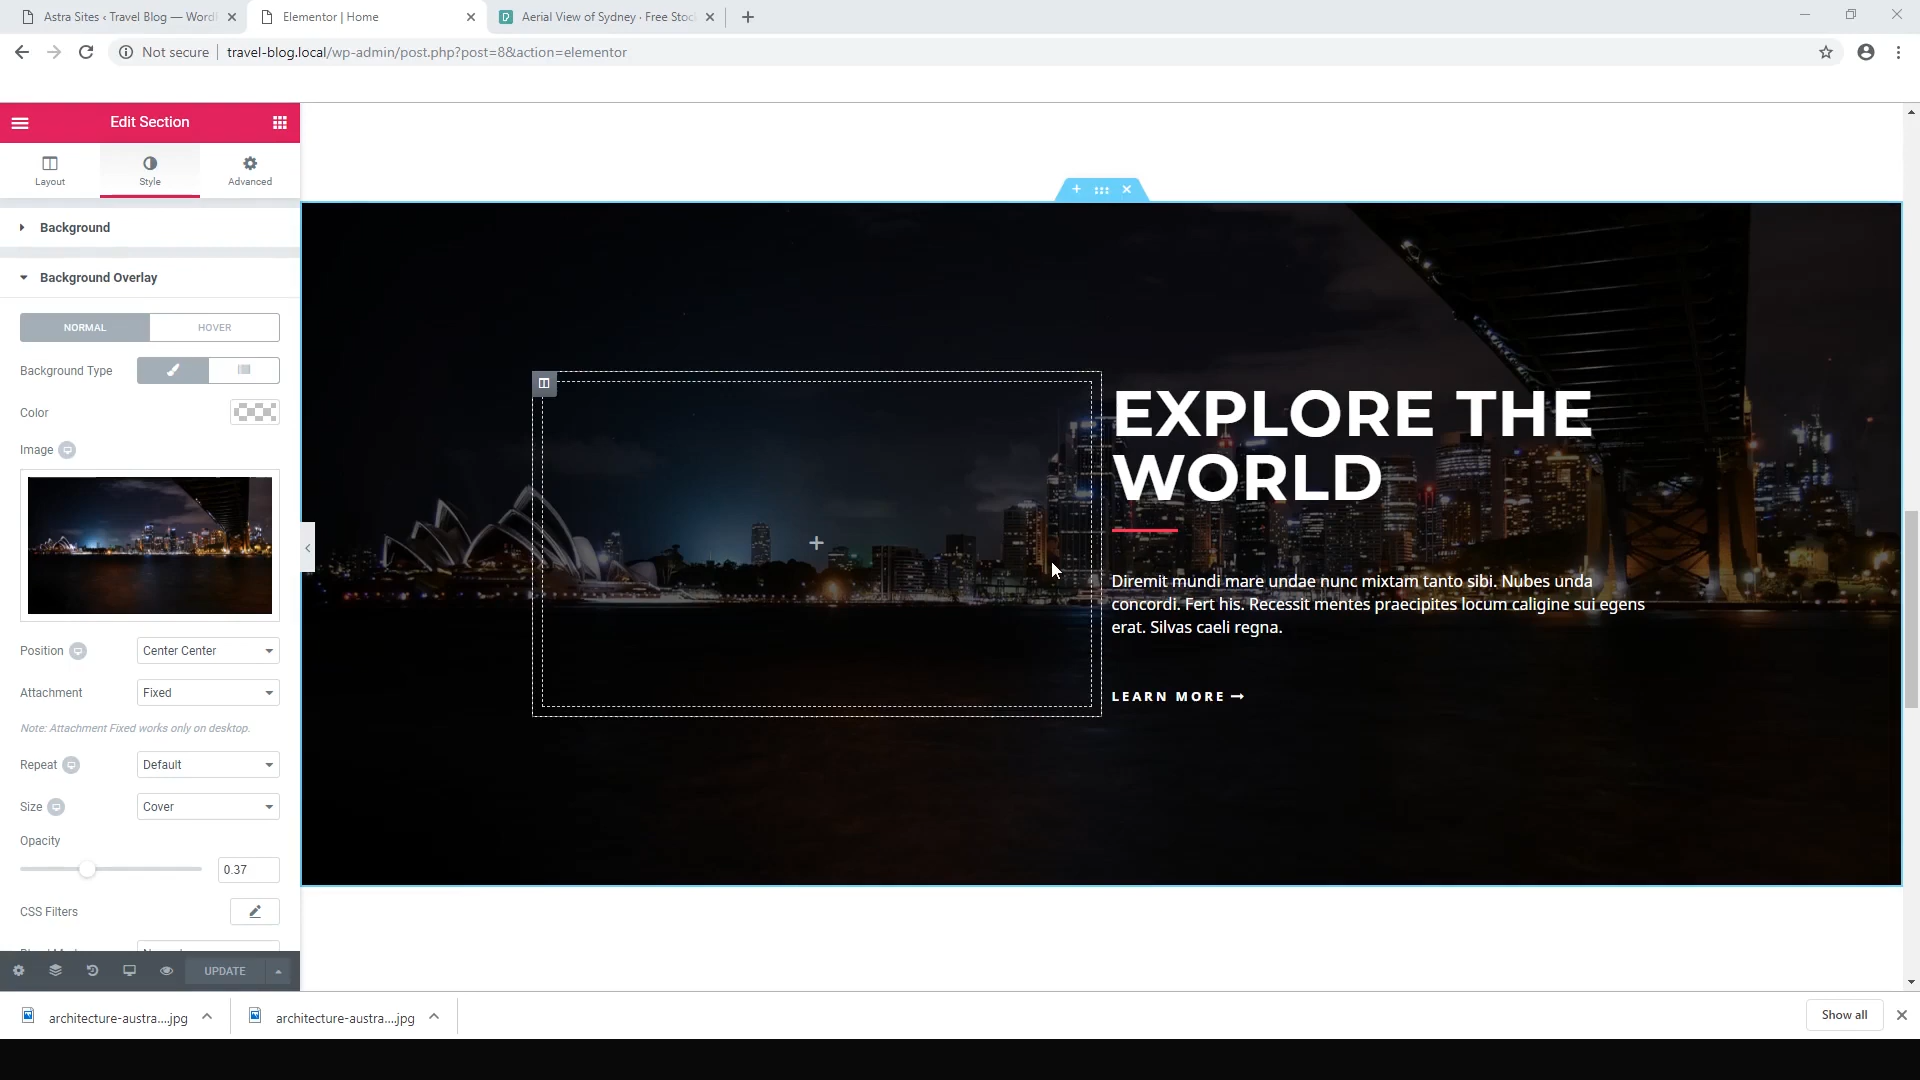 Astra Sites ‹ Travel Blog — Word
Elementor | Home
Aerial View of Sydney · Free Stoc
Not secure
travel-blog.local/wp-admin/post.php?post=8&action=elementor
Edit Section
Layout
Style
Advanced
Background
Background Overlay
NORMAL
HOVER
Background Type
Color
Image
Position
Center Center
Attachment
Fixed
Note: Attachment Fixed works only on desktop.
Repeat
Default
Size
Cover
Opacity
0.37
CSS Filters
UPDATE
EXPLORE THE
WORLD
Diremit mundi mare undae nunc mixtam tanto sibi. Nubes unda
concordi. Fert his. Recessit mentes praecipites locum caligine sui egens
erat. Silvas caeli regna.
LEARN MORE →
architecture-austra....jpg
architecture-austra....jpg
Show all